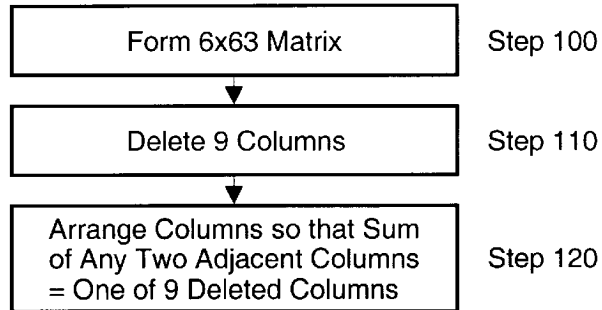 Form 6x63 Matrix
Step 100
Delete 9 Columns
Step 110
Arrange Columns so that Sum
of Any Two Adjacent Columns
= One of 9 Deleted Columns
Step 120